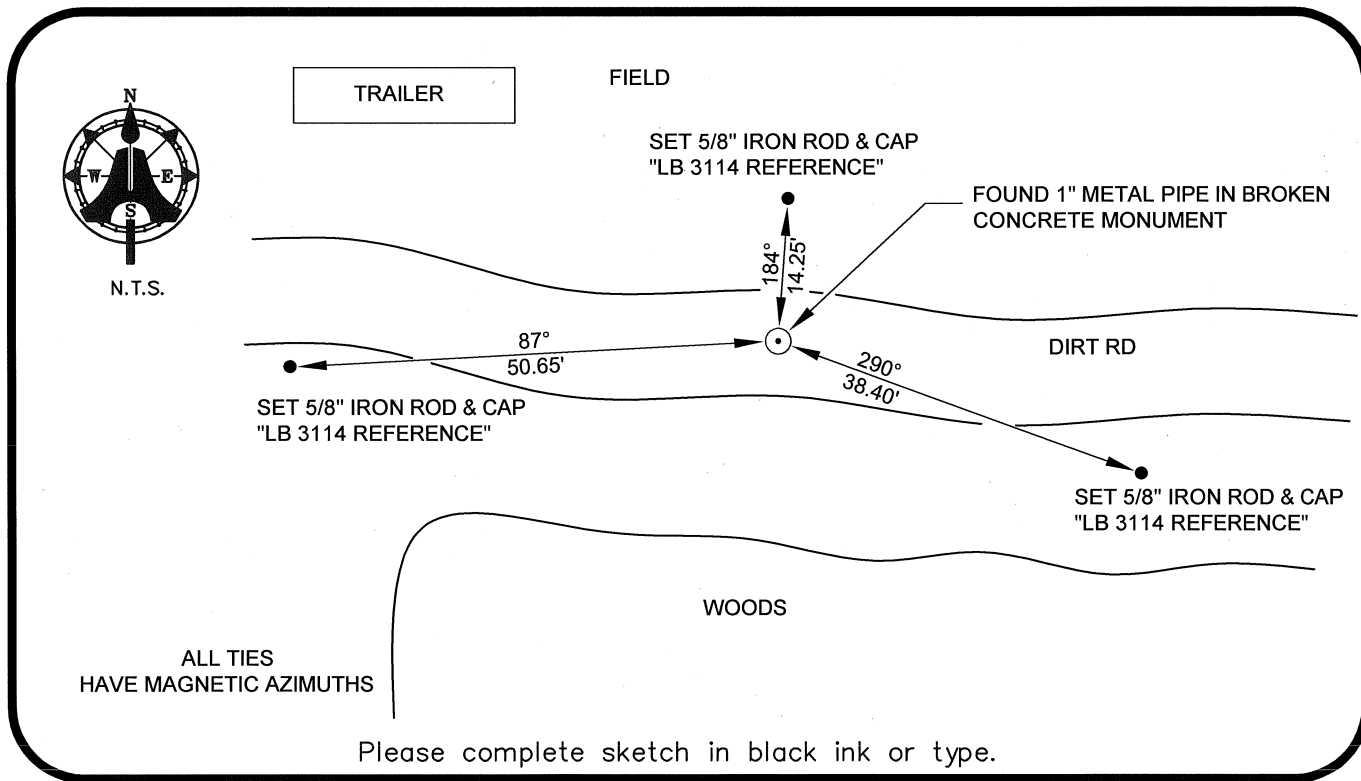 FIELD
TRAILER
N
W
E
S
N.T.S.
SET 5/8" IRON ROD & CAP
"LB 3114 REFERENCE"
FOUND 1" METAL PIPE IN BROKEN
CONCRETE MONUMENT
184°
14.25'
87°
50.65'
290°
38.40'
DIRT RD
SET 5/8" IRON ROD & CAP
"LB 3114 REFERENCE"
SET 5/8" IRON ROD & CAP
"LB 3114 REFERENCE"
WOODS
ALL TIES
HAVE MAGNETIC AZIMUTHS
Please complete sketch in black ink or type.